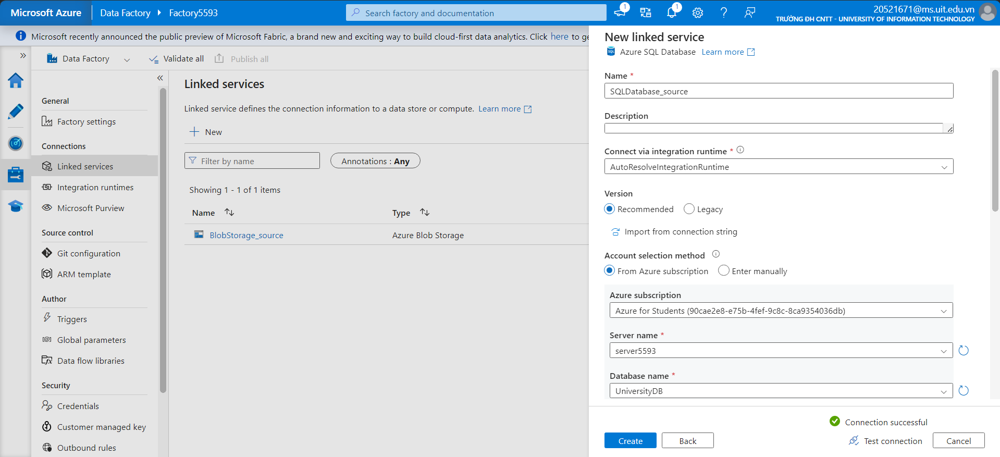 Microsoft Azure
Data Factory
Factory5593
Search factory and documentation
1
1
20521671@ms.uit.edu.vn
TRƯỜNG ĐH CNTT - UNIVERSITY OF INFORMATION TECHNOLOGY
Microsoft recently announced the public preview of Microsoft Fabric, a brand new and exciting way to build cloud-first data analytics. Click here to ge
Data Factory
Validate all
Publish all
General
Factory settings
Connections
Linked services
Integration runtimes
Microsoft Purview
Source control
Git configuration
ARM template
Author
Triggers
Global parameters
Data flow libraries
Security
Credentials
Customer managed key
Outbound rules
Linked services
Linked service defines the connection information to a data store or compute. Learn more
New
Filter by name
Annotations : Any
Showing 1 - 1 of 1 items
Name
Type
BlobStorage_source
Azure Blob Storage
New linked service
SQL
Azure SQL Database Learn more
Name *
SQLDatabase_source
Description
Connect via integration runtime *
AutoResolveIntegrationRuntime
Version
Recommended
Legacy
Import from connection string
Account selection method
From Azure subscription
Enter manually
Azure subscription
Azure for Students (90cae2e8-e75b-4fef-9c8c-8ca9354036db)
Server name *
server5593
Database name *
UniversityDB
Connection successful
Create
Back
Test connection
Cancel